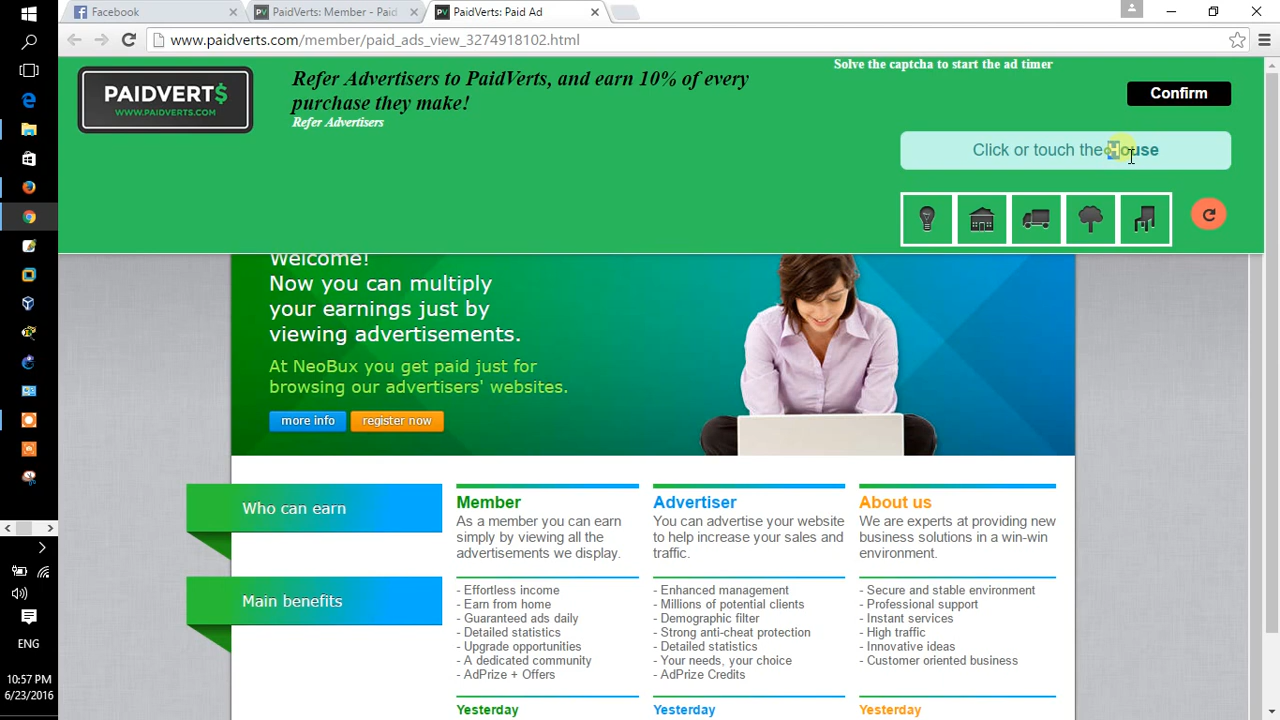 Facebook
PaidVerts: Member - Paid
PaidVerts: Paid Ad
www.paidverts.com/member/paid_ads_view_3274918102.html
PAIDVERT$
WWW.PAIDVERTS.COM
Refer Advertisers to PaidVerts, and earn 10% of every
purchase they make!
Refer Advertisers
Solve the captcha to start the ad timer
Confirm
Click or touch the House
Welcome!
Now you can multiply
your earnings just by
viewing advertisements.
At NeoBux you get paid just for
browsing our advertisers' websites.
more info
register now
Who can earn
Member
As a member you can earn
simply by viewing all the
advertisements we display.
Advertiser
You can advertise your website
to help increase your sales and
traffic.
About us
We are experts at providing new
business solutions in a win-win
environment.
Main benefits
- Effortless income
- Earn from home
- Guaranteed ads daily
- Detailed statistics
- Upgrade opportunities
- A dedicated community
- AdPrize + Offers
- Enhanced management
- Millions of potential clients
- Demographic filter
- Strong anti-cheat protection
- Detailed statistics
- Your needs, your choice
- AdPrize Credits
- Secure and stable environment
- Professional support
- Instant services
- High traffic
- Innovative ideas
- Customer oriented business
Yesterday
Yesterday
Yesterday
ENG
10:57 PM
6/23/2016